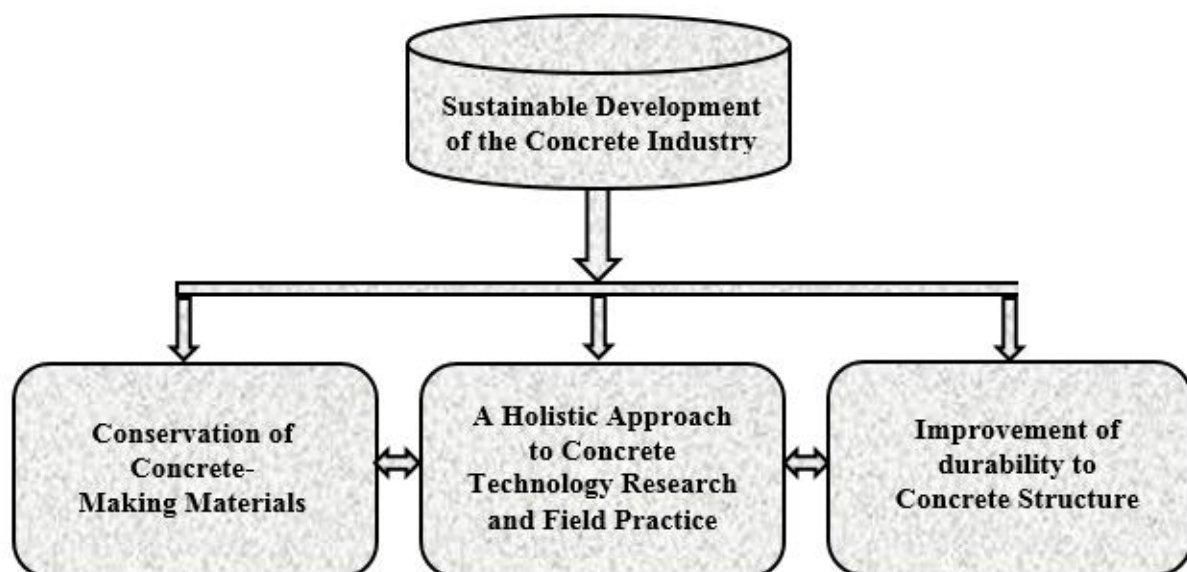 Sustainable Development
of the Concrete Industry
Conservation of
Concrete-
Making Materials
A Holistic Approach
to Concrete
Technology Research
and Field Practice
Improvement of
durability to
Concrete Structure